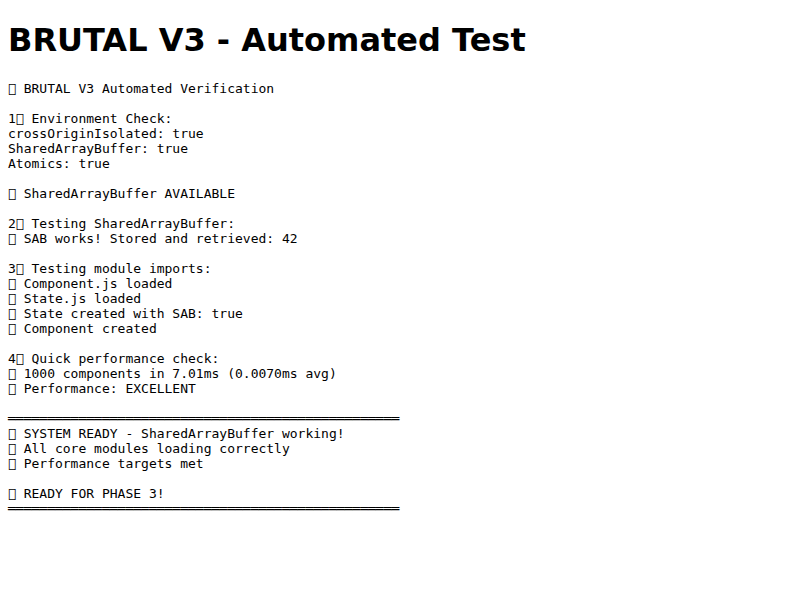 BRUTAL V3 - Automated Test
▯ BRUTAL V3 Automated Verification
1▯ Environment Check:
crossOriginIsolated: true
SharedArrayBuffer: true
Atomics: true
▯ SharedArrayBuffer AVAILABLE
2▯ Testing SharedArrayBuffer:
▯ SAB works! Stored and retrieved: 42
3▯ Testing module imports:
▯ Component.js loaded
▯ State.js loaded
▯ State created with SAB: true
▯ Component created
4▯ Quick performance check:
▯ 1000 components in 7.01ms (0.0070ms avg)
▯ Performance: EXCELLENT
══════════════════════════════════════════════════
▯ SYSTEM READY - SharedArrayBuffer working!
▯ All core modules loading correctly
▯ Performance targets met
▯ READY FOR PHASE 3!
══════════════════════════════════════════════════